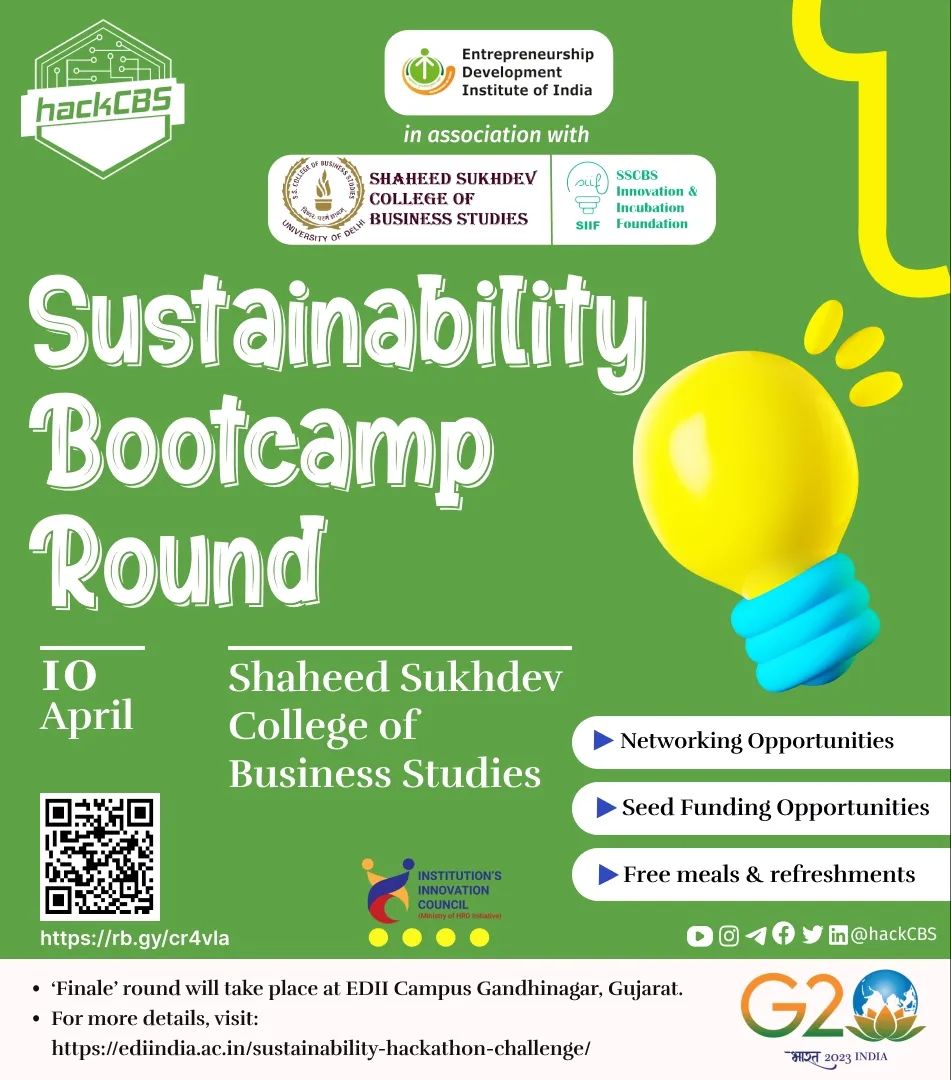 hackCBS
Entrepreneurship
Development
Institute of India
in association with
S.S. COLLEGE OF BUSINESS STUDIES
UNIVERSITY OF DELHI
SHAHEED SUKHDEV
COLLEGE OF
BUSINESS STUDIES
SIIF
SSCBS
Innovation &
Incubation
Foundation
Sustainability
Bootcamp
Round
10
April
Shaheed Sukhdev
College of
Business Studies
Networking Opportunities
Seed Funding Opportunities
Free meals & refreshments
https://rb.gy/cr4vla
INSTITUTION'S
INNOVATION
COUNCIL
(Ministry of HRD Initiative)
@hackCBS
• ‘Finale’ round will take place at EDII Campus Gandhinagar, Gujarat.
• For more details, visit:
https://ediindia.ac.in/sustainability-hackathon-challenge/
G20
भारत 2023 INDIA